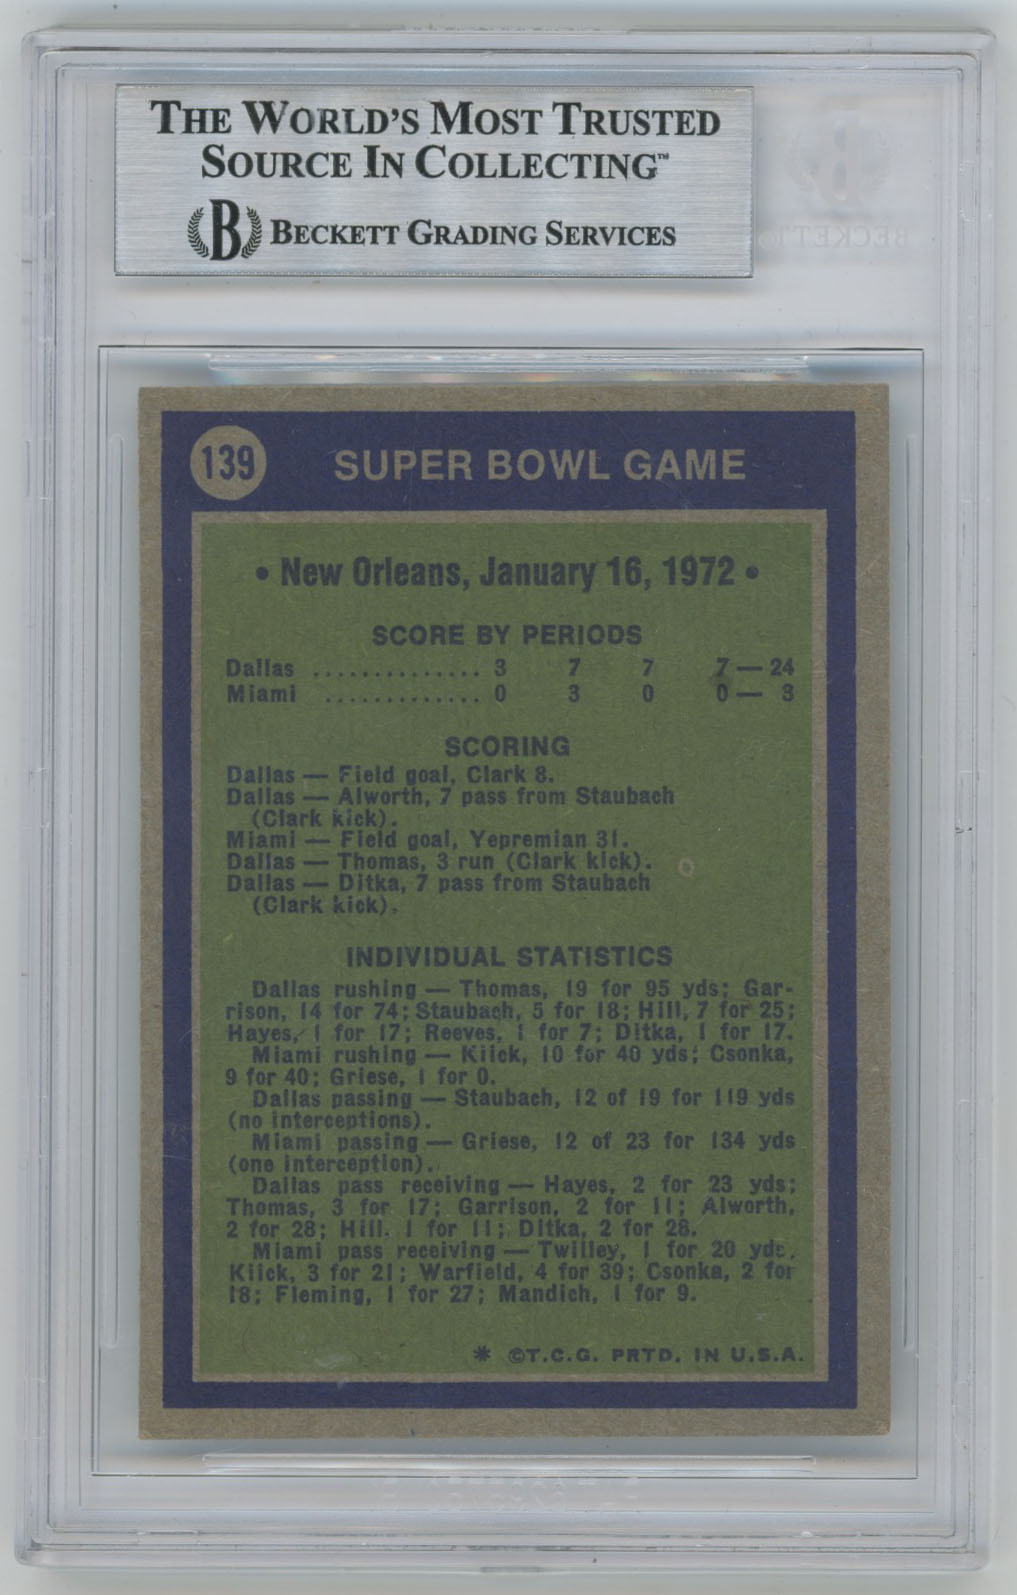 THE WORLD'S MOST TRUSTED
SOURCE IN COLLECTING™
B BECKETT GRADING SERVICES
139 SUPER BOWL GAME
• New Orleans, January 16, 1972 •
SCORE BY PERIODS
Dallas .............. 3 7 7 7 — 24
Miami ............. 0 3 0 0 — 3
SCORING
Dallas — Field goal, Clark 8.
Dallas — Alworth, 7 pass from Staubach
(Clark kick).
Miami — Field goal, Yepremian 31.
Dallas — Thomas, 3 run (Clark kick).
Dallas — Ditka, 7 pass from Staubach
(Clark kick).
INDIVIDUAL STATISTICS
Dallas rushing — Thomas, 19 for 95 yds; Gar-
rison, 14 for 74; Staubach, 5 for 18; Hill, 7 for 25;
Hayes, 1 for 17; Reeves, 1 for 7; Ditka, 1 for 17.
Miami rushing — Kiick, 10 for 40 yds; Csonka,
9 for 40; Griese, 1 for 0.
Dallas passing — Staubach, 12 of 19 for 119 yds
(no interceptions).
Miami passing — Griese, 12 of 23 for 134 yds
(one interception).
Dallas pass receiving — Hayes, 2 for 23 yds;
Thomas, 3 for 17; Garrison, 2 for 11; Alworth,
2 for 28; Hill, 1 for 11; Ditka, 2 for 28.
Miami pass receiving — Twilley, 1 for 20 yds.
Kiick, 3 for 21; Warfield, 4 for 39; Csonka, 2 for
18; Fleming, 1 for 27; Mandich, 1 for 9.
* ©T.C.G. PRTD. IN U.S.A.